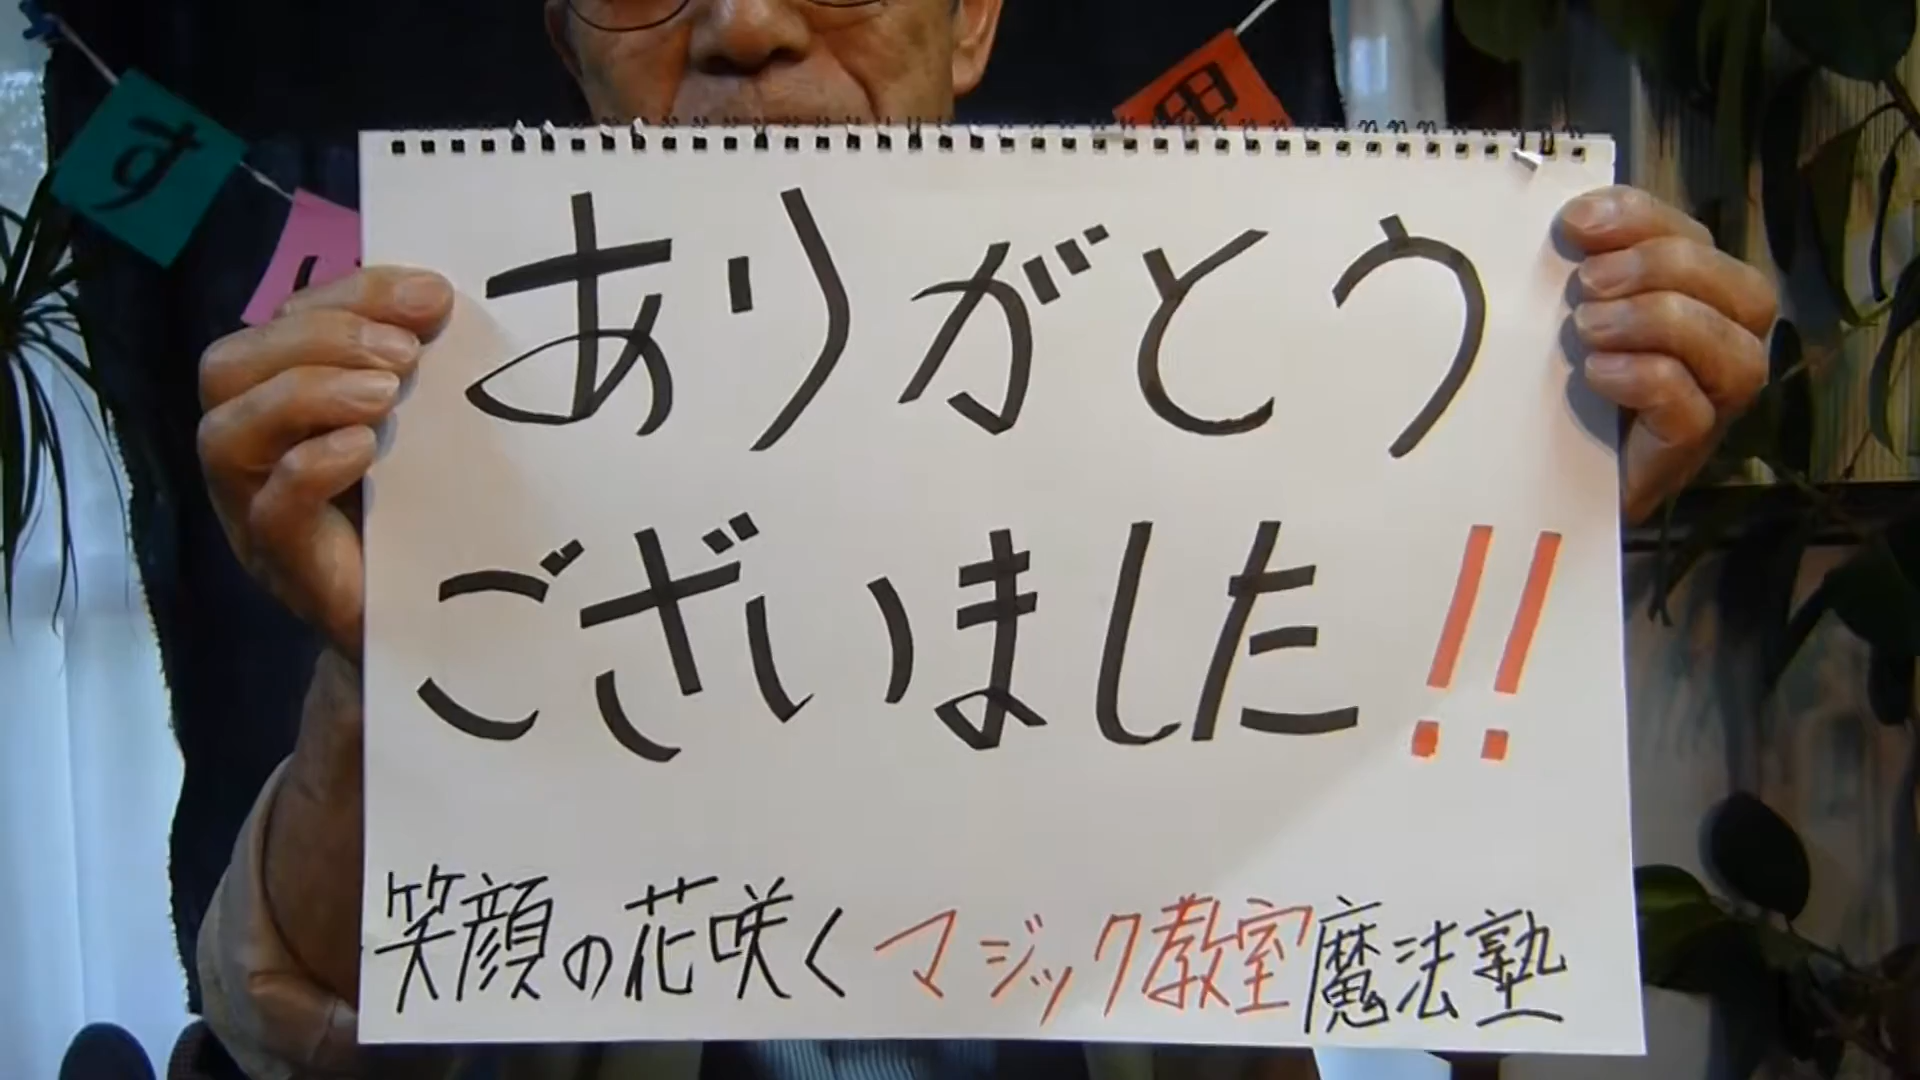 ありがとう
ございました!!
笑顔の花咲くマジック教室魔法塾
す